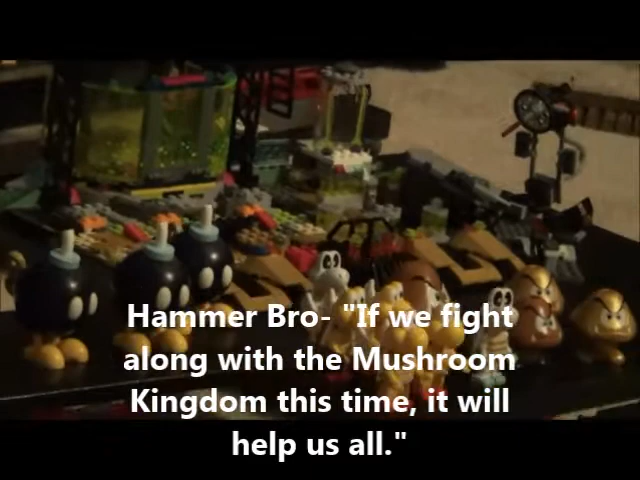 Hammer Bro- "If we fight
along with the Mushroom
Kingdom this time, it will
help us all."